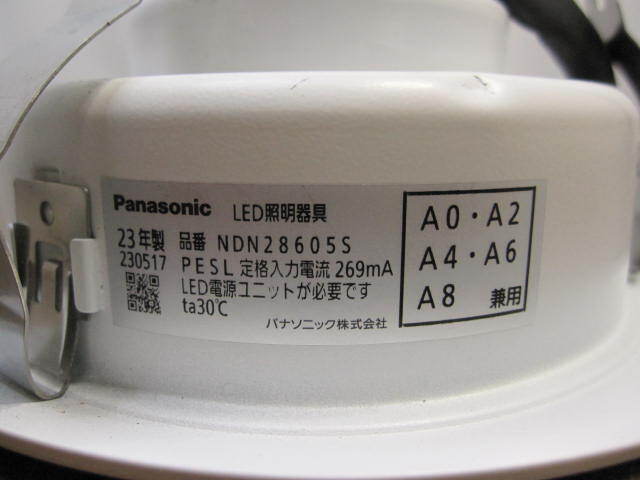 Panasonic LED照明器具
23年製 品番 NDN28605S
230517 PESL 定格入力電流 269mA
LED電源ユニットが必要です
ta30℃
パナソニック株式会社
A0・A2
A4・A6
A8 兼用